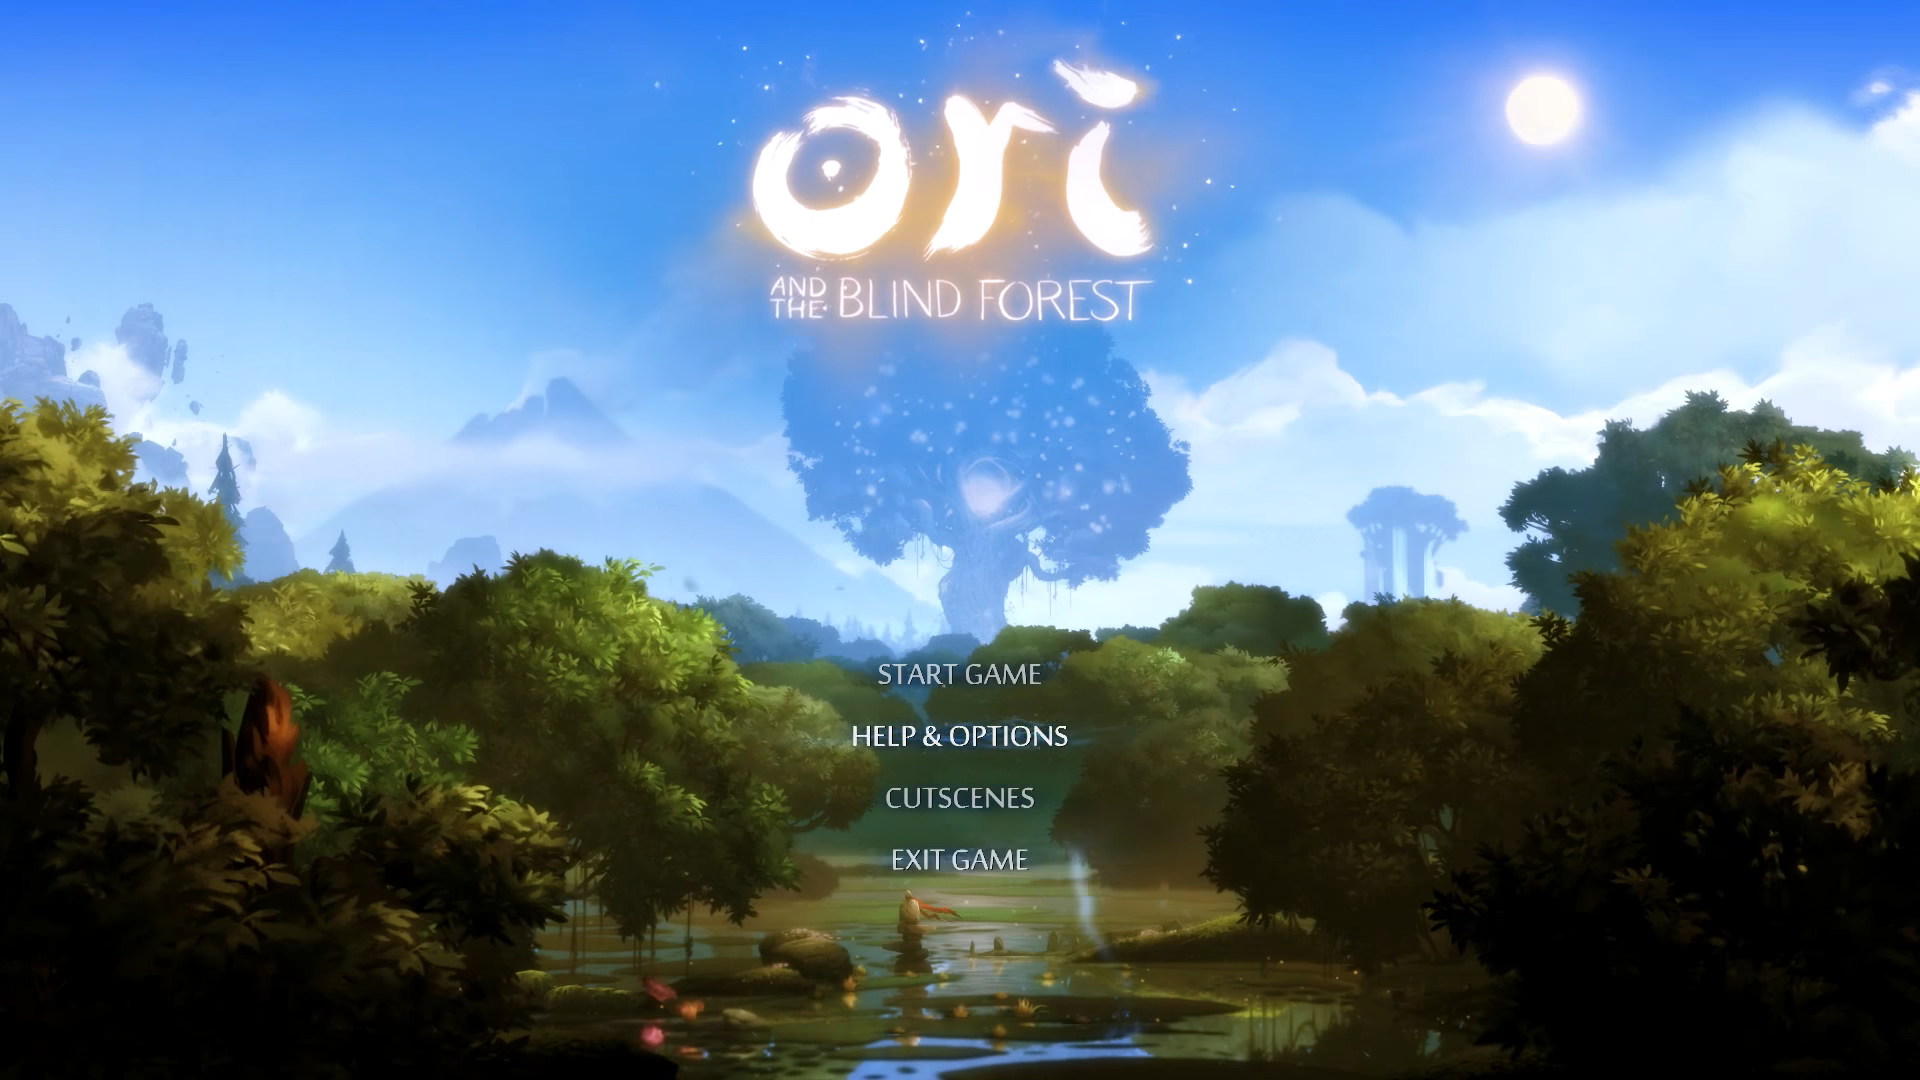 ori
AND THE BLIND FOREST
START GAME
HELP & OPTIONS
CUTSCENES
EXIT GAME